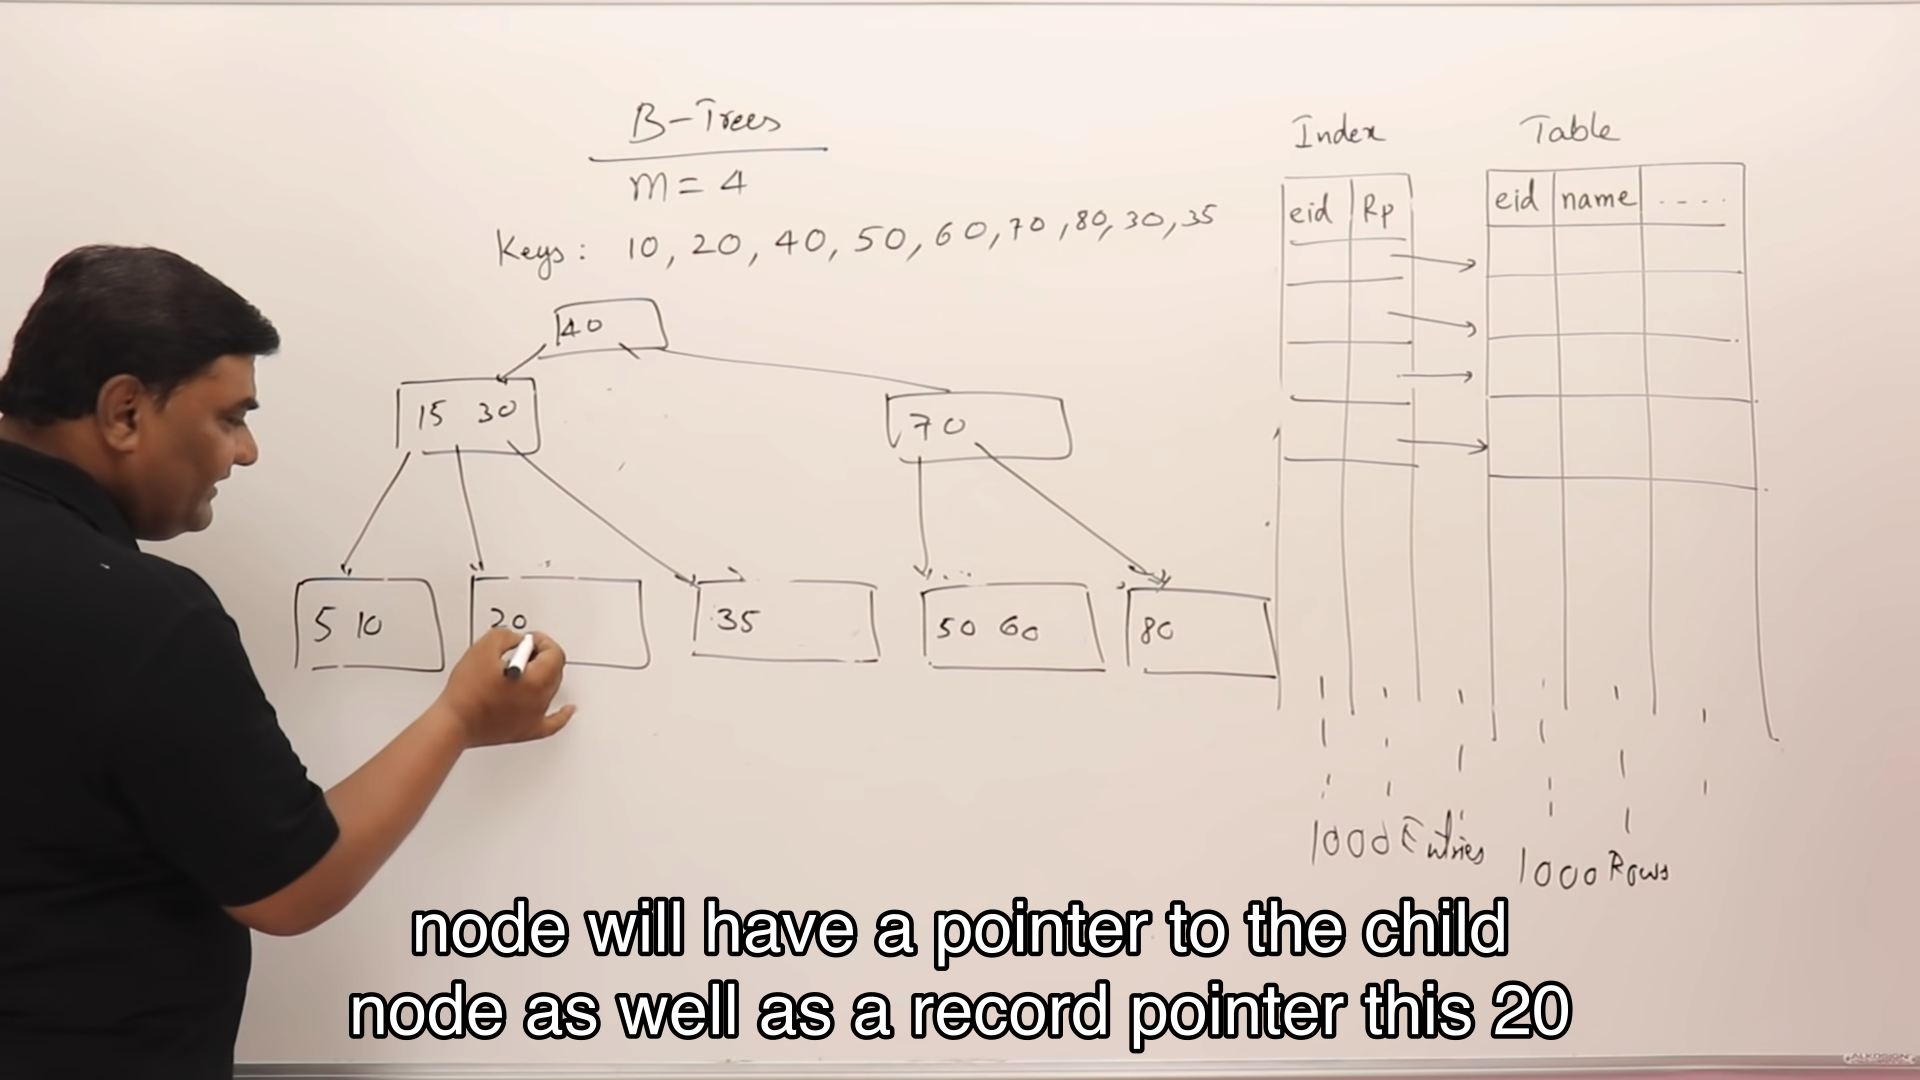 B-Trees
m = 4
Keys: 10, 20, 40, 50, 60, 70, 80, 30, 35
40
15 30
70
5 10
20
35
50 60
80
Index
eid Rp
1000 Entries
Table
eid name ....
1000 Rows
node will have a pointer to the child
node as well as a record pointer this 20